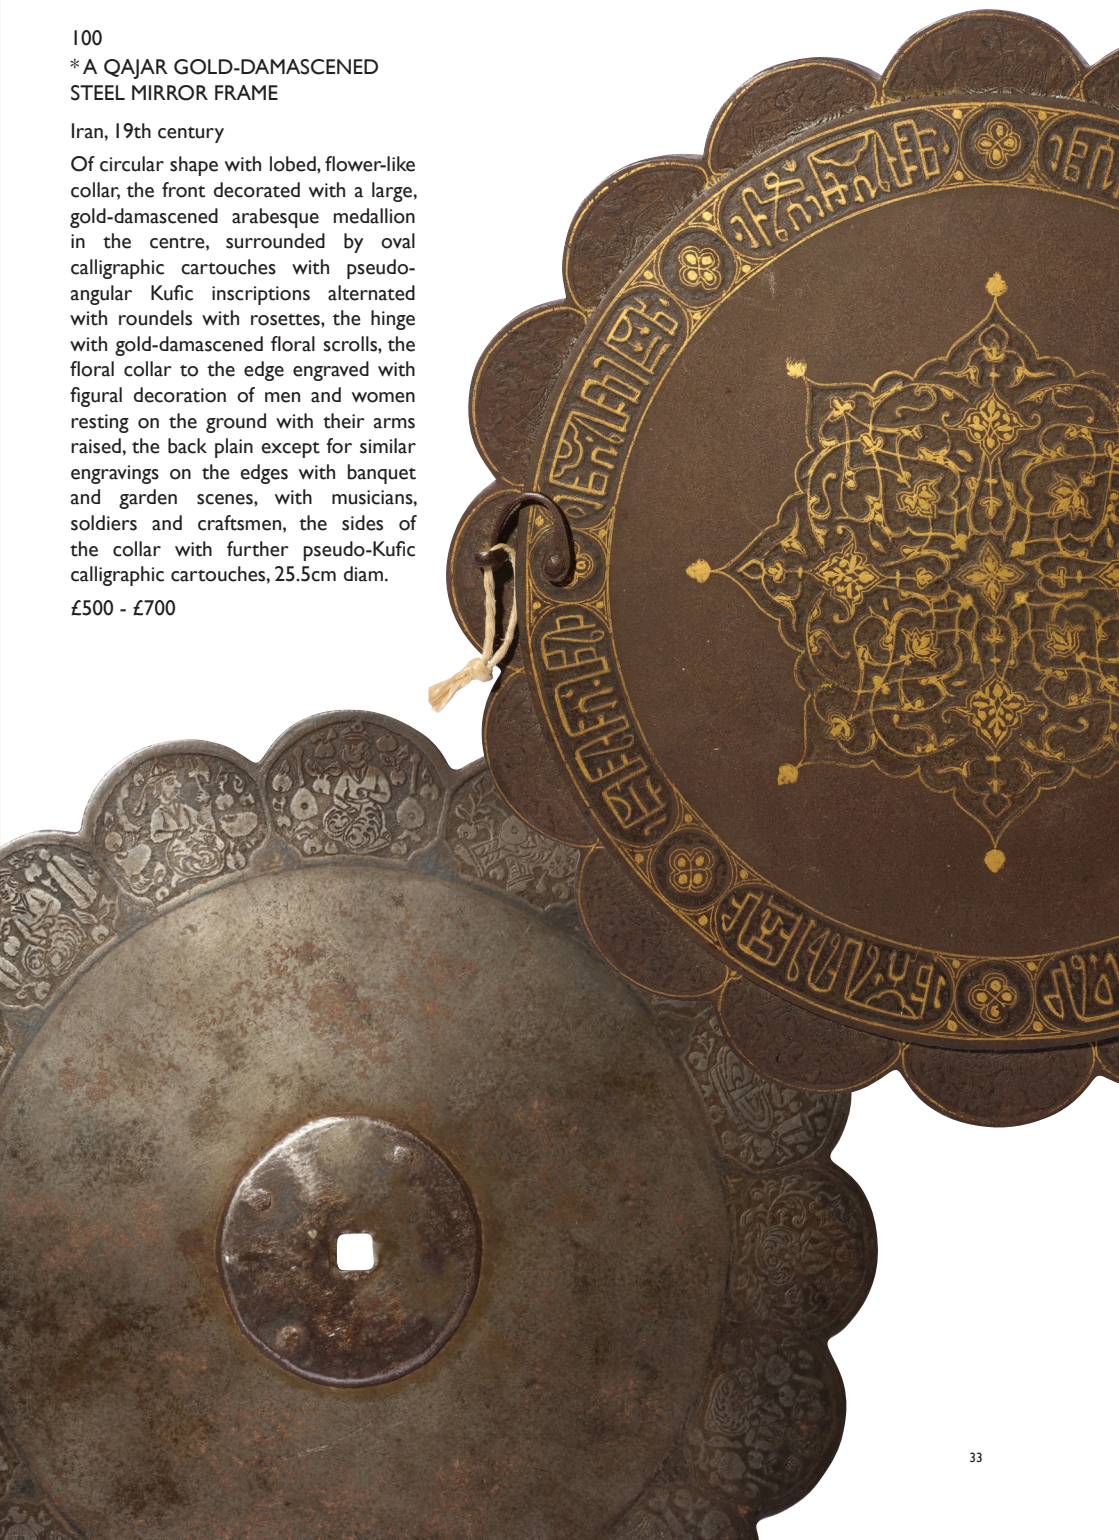 100
* A QAJAR GOLD-DAMASCENED
STEEL MIRROR FRAME
Iran, 19th century
Of circular shape with lobed, flower-like
collar, the front decorated with a large,
gold-damascened arabesque medallion
in the centre, surrounded by oval
calligraphic cartouches with pseudo-
angular Kufic inscriptions alternated
with roundels with rosettes, the hinge
with gold-damascened floral scrolls, the
floral collar to the edge engraved with
figural decoration of men and women
resting on the ground with their arms
raised, the back plain except for similar
engravings on the edges with banquet
and garden scenes, with musicians,
soldiers and craftsmen, the sides of
the collar with further pseudo-Kufic
calligraphic cartouches, 25.5cm diam.
£500 - £700
33